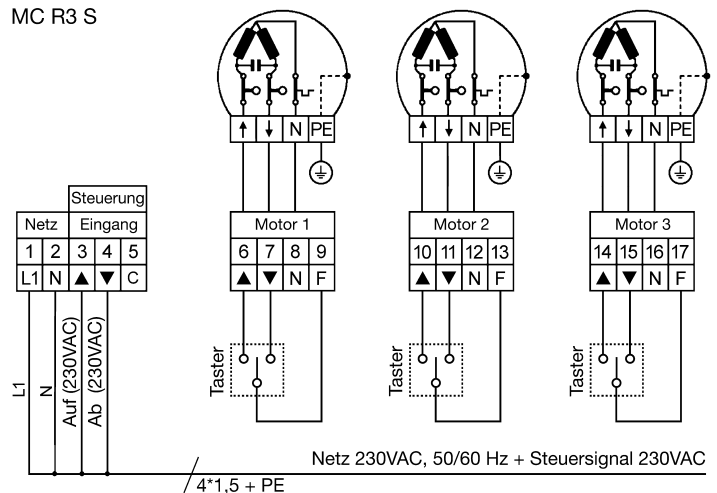 MC R3 S
↑ ↓ N PE
↑ ↓ N PE
↑ ↓ N PE
Steuerung
Netz Eingang
1 2 3 4 5
L1 N ▲ ▼ C
Motor 1
6 7 8 9
▲ ▼ N F
Motor 2
10 11 12 13
▲ ▼ N F
Motor 3
14 15 16 17
▲ ▼ N F
L1
N
Auf (230VAC)
Ab (230VAC)
Taster
Taster
Taster
Netz 230VAC, 50/60 Hz + Steuersignal 230VAC
4*1,5 + PE